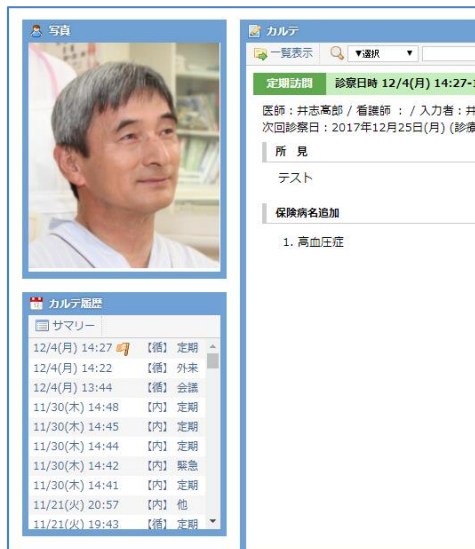 写真
カルテ履歴
サマリー
12/4(月) 14:27 【循】 定期
12/4(月) 14:22 【循】 外来
12/4(月) 13:44 【循】 会議
11/30(木) 14:48 【内】 定期
11/30(木) 14:45 【内】 定期
11/30(木) 14:44 【内】 定期
11/30(木) 14:42 【内】 緊急
11/30(木) 14:41 【内】 定期
11/21(火) 20:57 【内】 他
11/21(火) 19:43 【循】 定期
カルテ
一覧表示 ▼選択
定期訪問 診察日時 12/4(月) 14:27-
医師：井志高郎 / 看護師 ： / 入力者：井
次回診察日：2017年12月25日(月) (診療
所 見
テスト
保険病名追加
1. 高血圧症